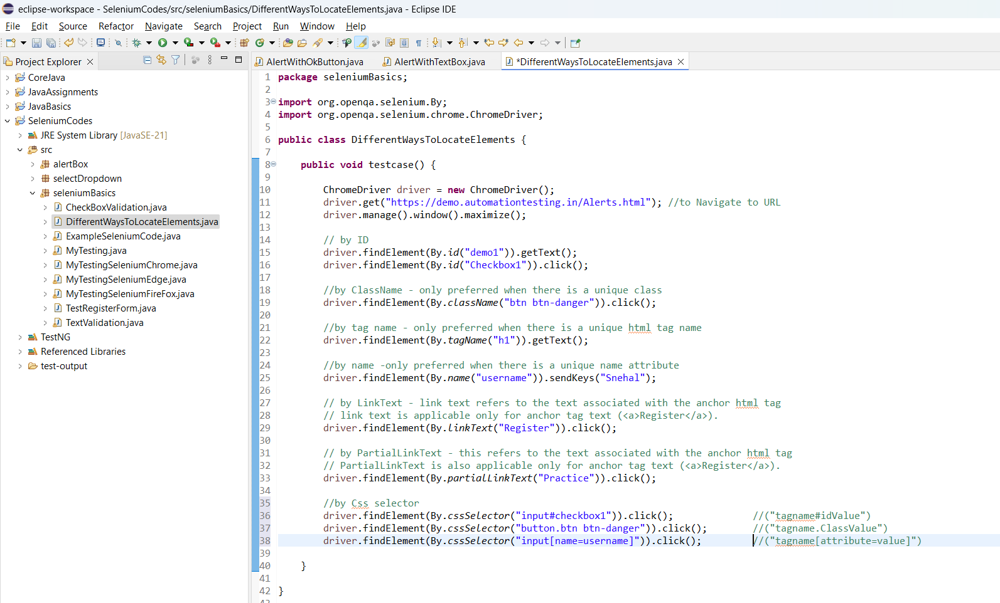 eclipse-workspace - SeleniumCodes/src/seleniumBasics/DifferentWaysToLocateElements.java - Eclipse IDE
File Edit Source Refactor Navigate Search Project Run Window Help
Project Explorer
CoreJava
JavaAssignments
JavaBasics
SeleniumCodes
JRE System Library [JavaSE-21]
src
alertBox
selectDropdown
seleniumBasics
CheckBoxValidation.java
DifferentWaysToLocateElements.java
ExampleSeleniumCode.java
MyTesting.java
MyTestingSeleniumChrome.java
MyTestingSeleniumEdge.java
MyTestingSeleniumFireFox.java
TestRegisterForm.java
TextValidation.java
TestNG
Referenced Libraries
test-output
AlertWithOkButton.java AlertWithTextBox.java *DifferentWaysToLocateElements.java
1 package seleniumBasics;
2
3 import org.openqa.selenium.By;
4 import org.openqa.selenium.chrome.ChromeDriver;
5
6 public class DifferentWaysToLocateElements {
7
8 public void testcase() {
9
10 ChromeDriver driver = new ChromeDriver();
11 driver.get("https://demo.automationtesting.in/Alerts.html"); //to Navigate to URL
12 driver.manage().window().maximize();
13
14 // by ID
15 driver.findElement(By.id("demo1")).getText();
16 driver.findElement(By.id("Checkbox1")).click();
17
18 //by ClassName - only preferred when there is a unique class
19 driver.findElement(By.className("btn btn-danger")).click();
20
21 //by tag name - only preferred when there is a unique html tag name
22 driver.findElement(By.tagName("h1")).getText();
23
24 //by name -only preferred when there is a unique name attribute
25 driver.findElement(By.name("username")).sendKeys("Snehal");
26
27 // by LinkText - link text refers to the text associated with the anchor html tag
28 // link text is applicable only for anchor tag text (<a>Register</a>).
29 driver.findElement(By.linkText("Register")).click();
30
31 // by PartialLinkText - this refers to the text associated with the anchor html tag
32 // PartialLinkText is also applicable only for anchor tag text (<a>Register</a>).
33 driver.findElement(By.partialLinkText("Practice")).click();
34
35 //by Css selector
36 driver.findElement(By.cssSelector("input#checkbox1")).click(); //("tagname#idValue")
37 driver.findElement(By.cssSelector("button.btn btn-danger")).click(); //("tagname.ClassValue")
38 driver.findElement(By.cssSelector("input[name=username]")).click(); //("tagname[attribute=value]")
39
40 }
41
42 }